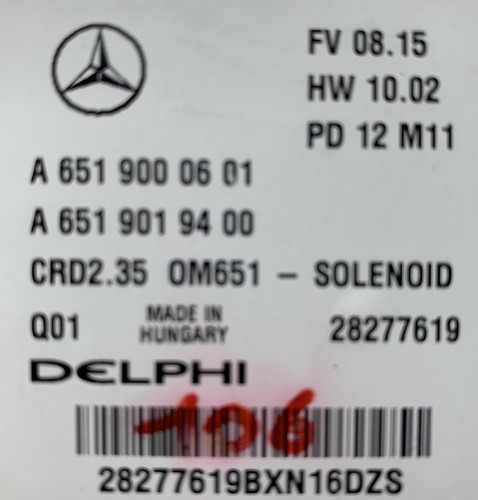 FV 08.15
HW 10.02
PD 12 M11
A 651 900 06 01
A 651 901 94 00
CRD2.35 OM651 - SOLENOID
Q01 MADE IN HUNGARY 28277619
DELPHI
106
28277619BXN16DZS